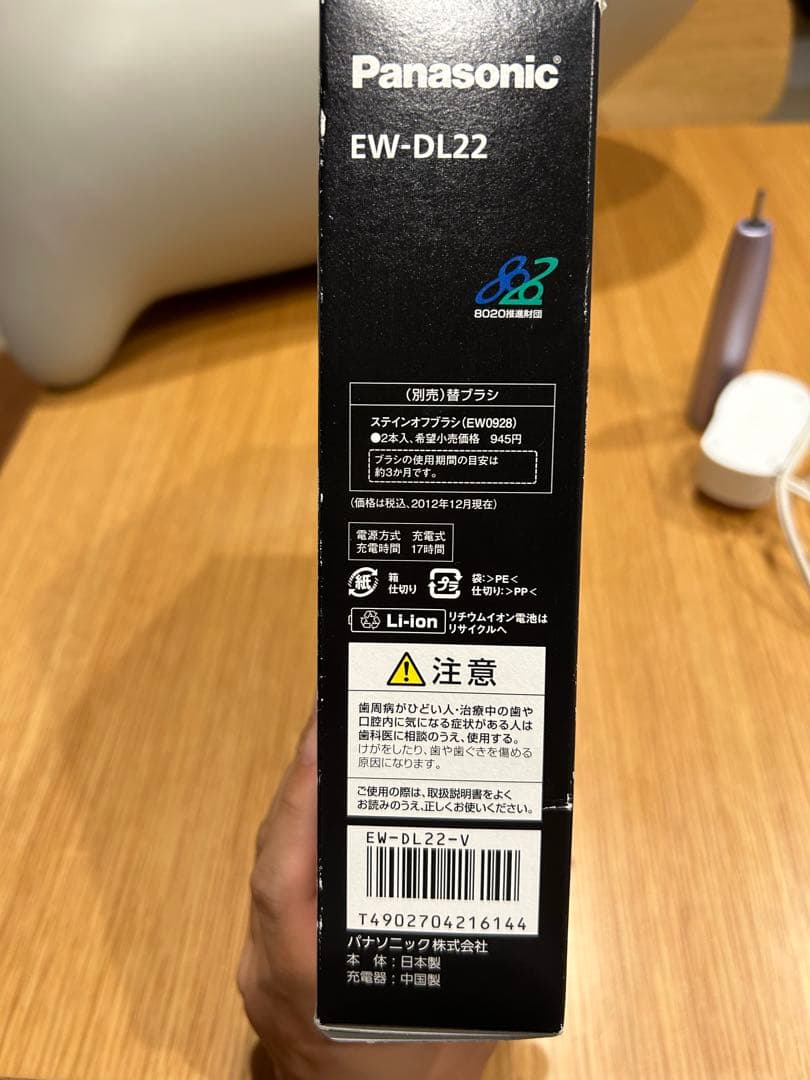 Panasonic®
EW-DL22
8020
8020推進財団
(別売)替ブラシ
ステインオフブラシ(EW0928)
●2本入、希望小売価格 945円
ブラシの使用期間の目安は
約3か月です。
(価格は税込、2012年12月現在)
電源方式 充電式
充電時間 17時間
紙 箱
仕切り
プラ 袋:>PE<
仕切り:>PP<
Li-ion リチウムイオン電池は
リサイクルへ
注意
歯周病がひどい人・治療中の歯や
口腔内に気になる症状がある人は
歯科医に相談のうえ、使用する。
けがをしたり、歯や歯ぐきを傷める
原因になります。
ご使用の際は、取扱説明書をよく
お読みのうえ、正しくお使いください。
EW-DL22-V
T4902704216144
パナソニック株式会社
本 体:日本製
充電器:中国製